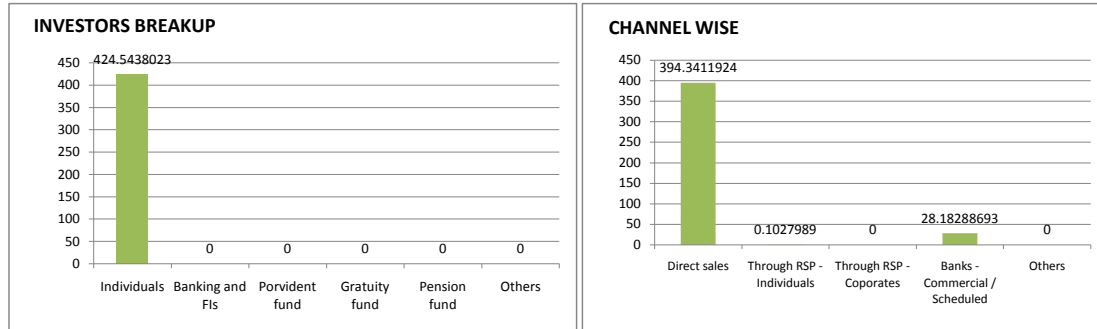 INVESTORS BREAKUP
424.5438023
450
400
350
300
250
200
150
100
50
0
0
0
0
0
0
Individuals
Banking and
FIs
Porvident
fund
Gratuity
fund
Pension
fund
Others
CHANNEL WISE
450
394.3411924
400
350
300
250
200
150
100
50
0
0.1027989
0
28.18288693
0
Direct sales
Through RSP -
Individuals
Through RSP -
Coporates
Banks -
Commercial /
Scheduled
Others